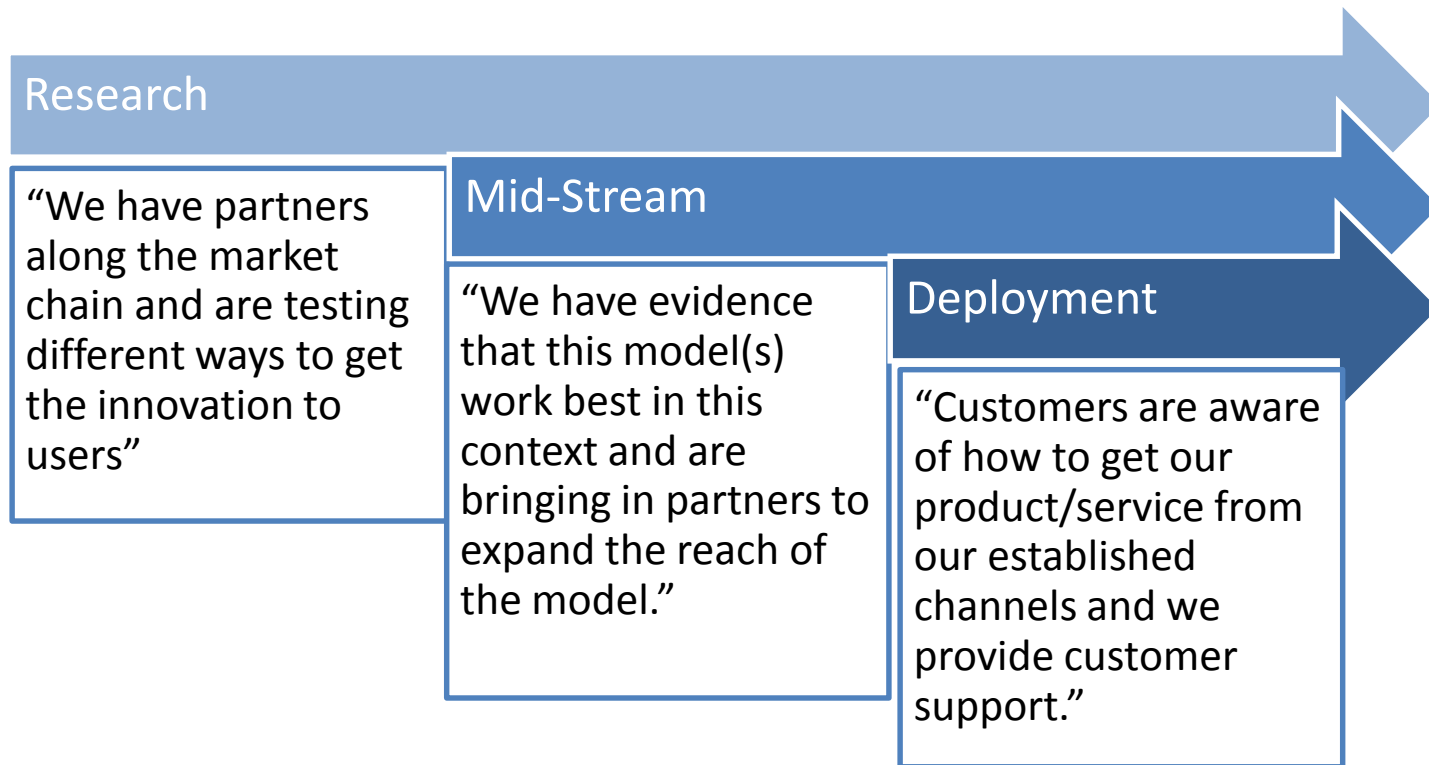 Research
“We have partners
along the market
chain and are testing
different ways to get
the innovation to
users”
Mid-Stream
“We have evidence
that this model(s)
work best in this
context and are
bringing in partners to
expand the reach of
the model.”
Deployment
“Customers are aware
of how to get our
product/service from
our established
channels and we
provide customer
support.”